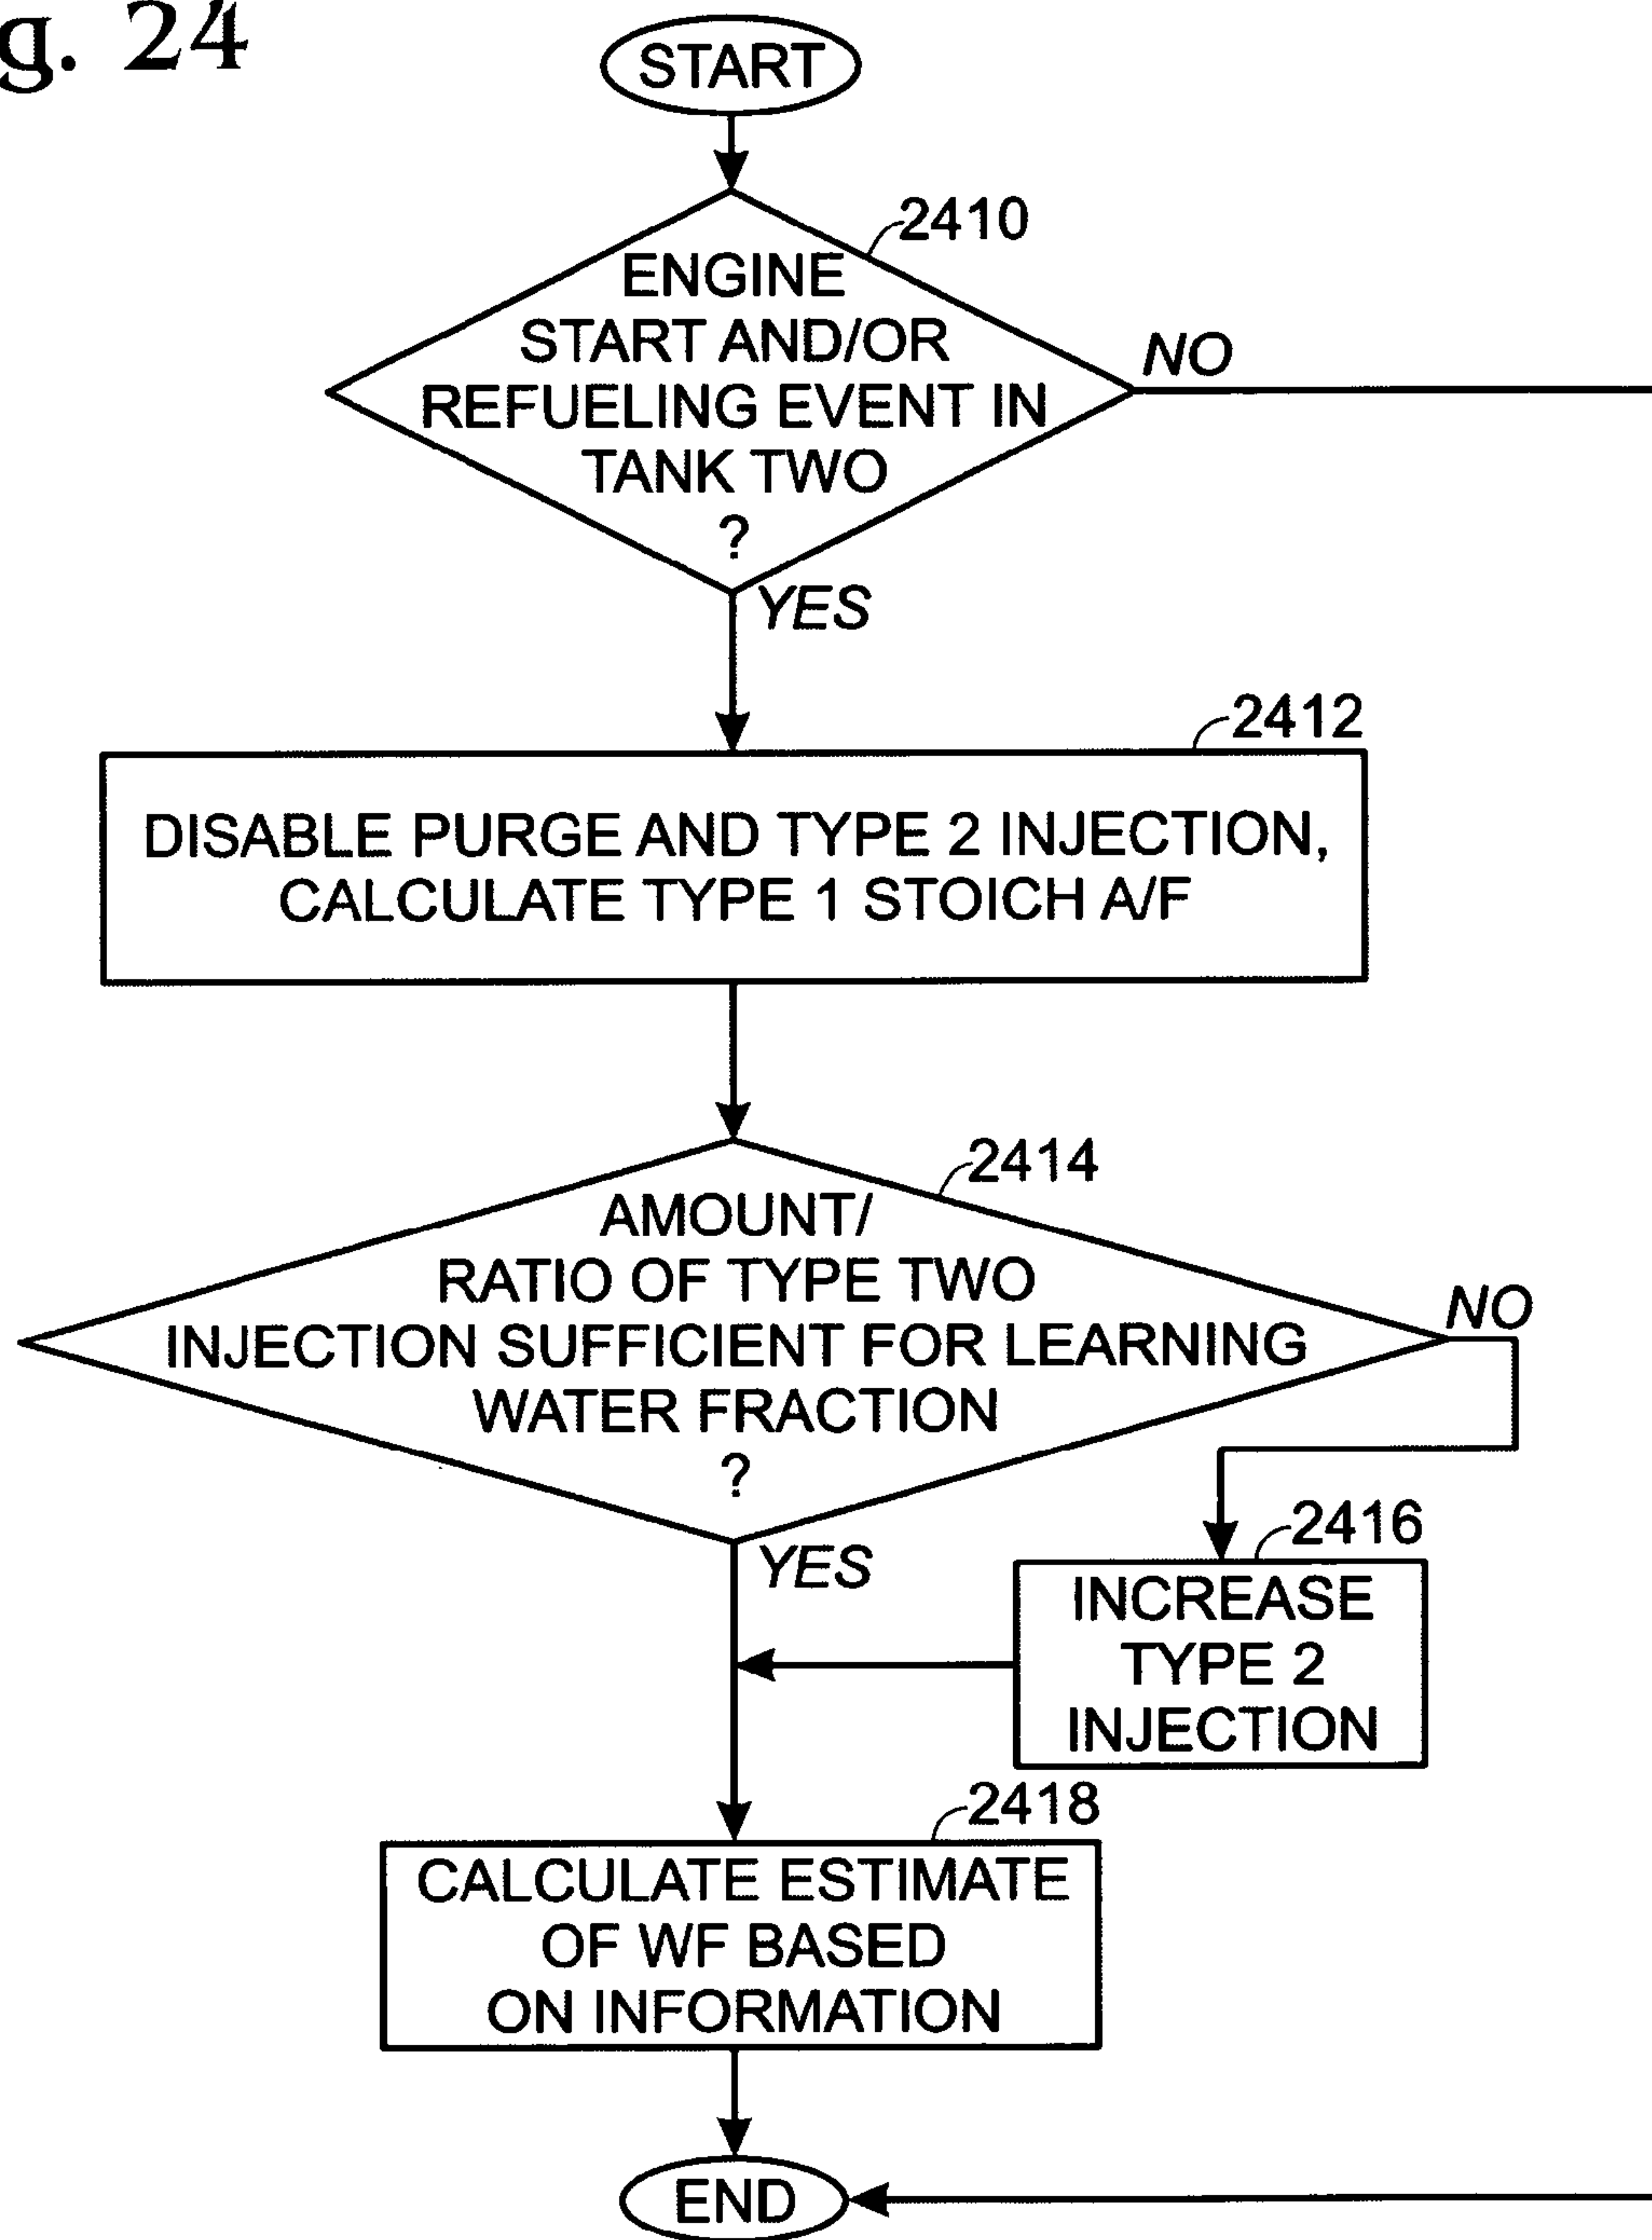 g. 24
START
2410
ENGINE
START AND/OR
REFUELING EVENT IN
TANK TWO
?
NO
YES
2412
DISABLE PURGE AND TYPE 2 INJECTION,
CALCULATE TYPE 1 STOICH A/F
2414
AMOUNT/
RATIO OF TYPE TWO
INJECTION SUFFICIENT FOR LEARNING
WATER FRACTION
?
NO
YES
2416
INCREASE
TYPE 2
INJECTION
2418
CALCULATE ESTIMATE
OF WF BASED
ON INFORMATION
END